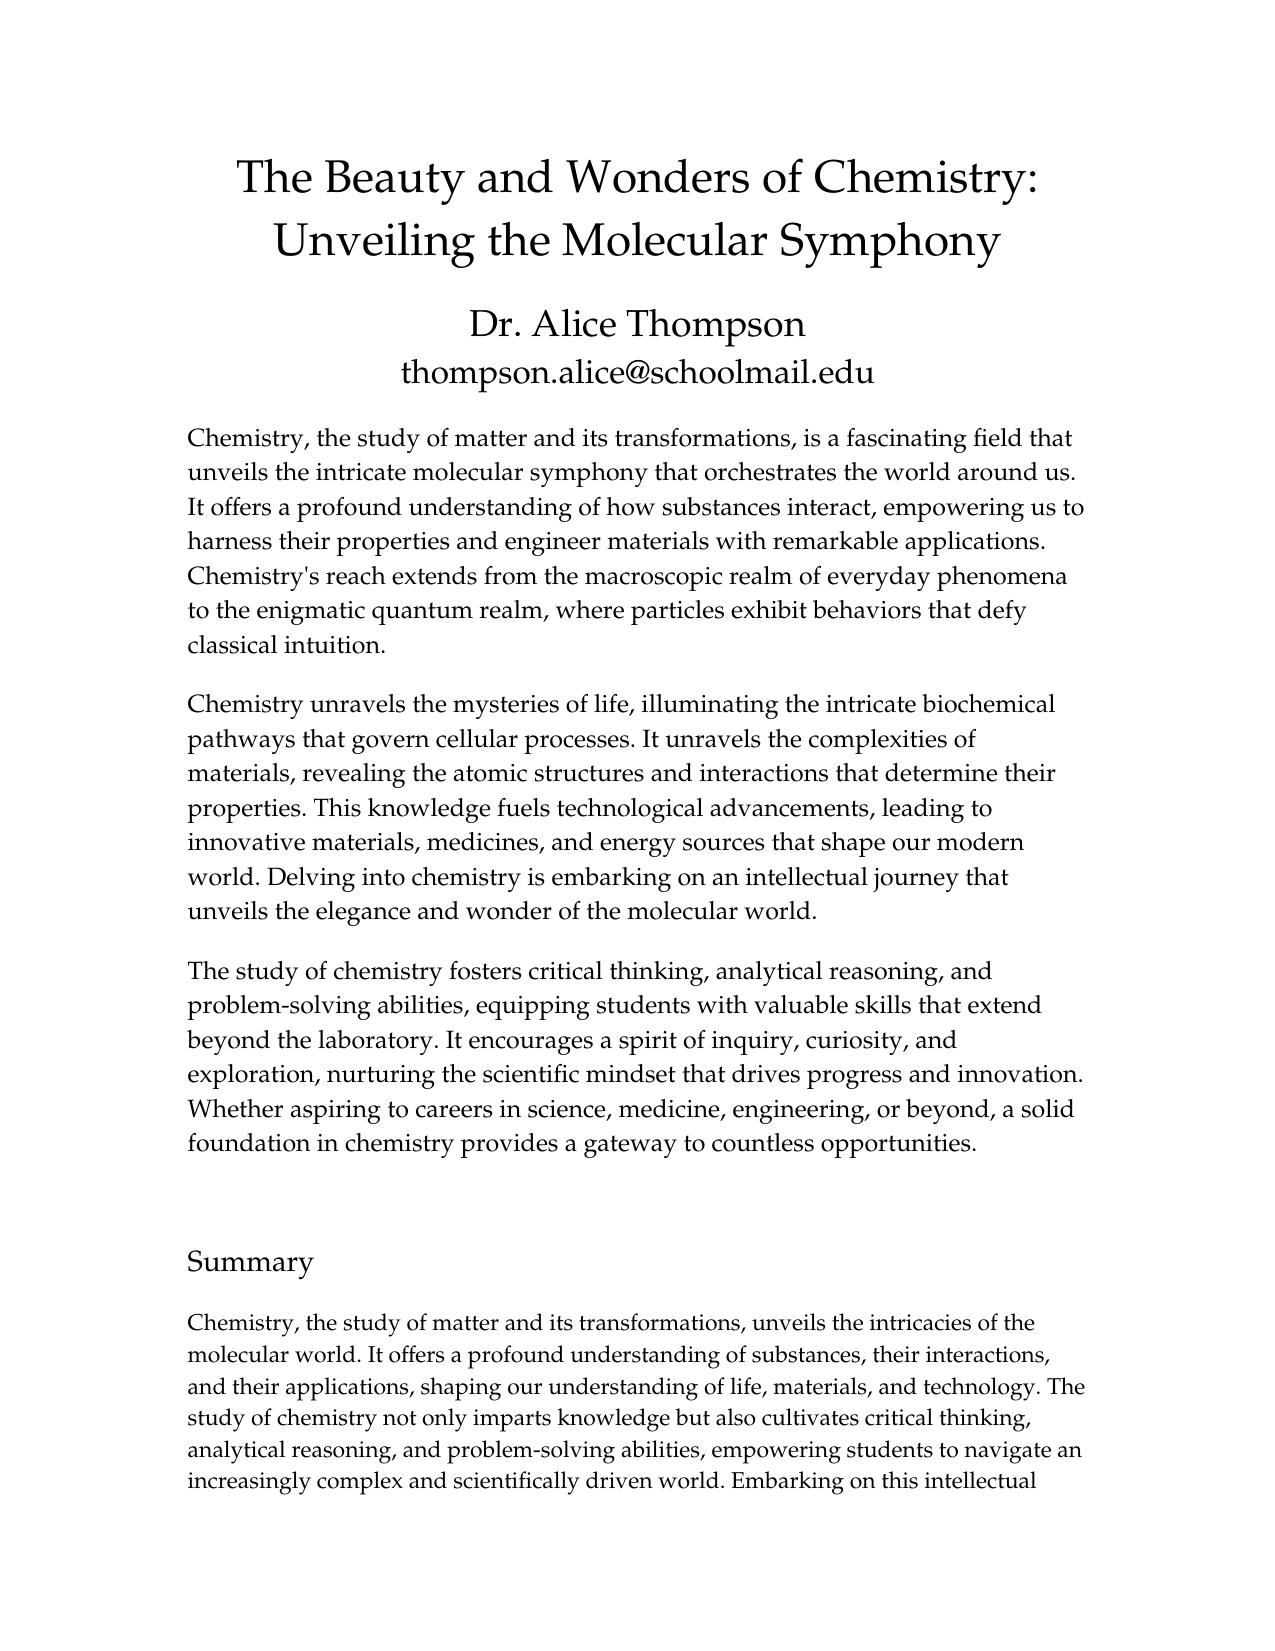 The Beauty and Wonders of Chemistry:
Unveiling the Molecular Symphony
Dr. Alice Thompson
thompson.alice@schoolmail.edu
Chemistry, the study of matter and its transformations, is a fascinating field that
unveils the intricate molecular symphony that orchestrates the world around us.
It offers a profound understanding of how substances interact, empowering us to
harness their properties and engineer materials with remarkable applications.
Chemistry's reach extends from the macroscopic realm of everyday phenomena
to the enigmatic quantum realm, where particles exhibit behaviors that defy
classical intuition.
Chemistry unravels the mysteries of life, illuminating the intricate biochemical
pathways that govern cellular processes. It unravels the complexities of
materials, revealing the atomic structures and interactions that determine their
properties. This knowledge fuels technological advancements, leading to
innovative materials, medicines, and energy sources that shape our modern
world. Delving into chemistry is embarking on an intellectual journey that
unveils the elegance and wonder of the molecular world.
The study of chemistry fosters critical thinking, analytical reasoning, and
problem-solving abilities, equipping students with valuable skills that extend
beyond the laboratory. It encourages a spirit of inquiry, curiosity, and
exploration, nurturing the scientific mindset that drives progress and innovation.
Whether aspiring to careers in science, medicine, engineering, or beyond, a solid
foundation in chemistry provides a gateway to countless opportunities.
Summary
Chemistry, the study of matter and its transformations, unveils the intricacies of the
molecular world. It offers a profound understanding of substances, their interactions,
and their applications, shaping our understanding of life, materials, and technology. The
study of chemistry not only imparts knowledge but also cultivates critical thinking,
analytical reasoning, and problem-solving abilities, empowering students to navigate an
increasingly complex and scientifically driven world. Embarking on this intellectual